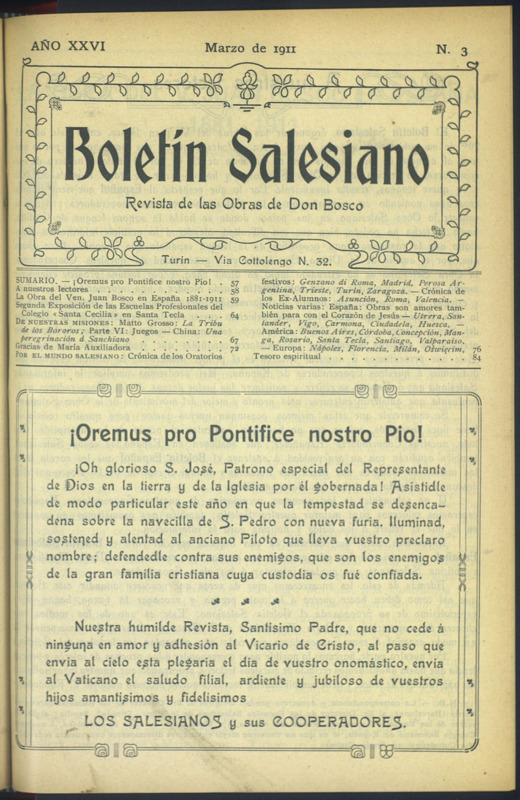 AÑO XXVI Marzo de 1911 N. 3
Boletín Salesiano
Revista de las Obras de Don Bosco
Turín — Via Cottolengo N. 32.
SUMARIO. — ¡Oremus pro Pontifice nostro Pio! . 57
A nuestros lectores . . . . . . . . . . . 58
La Obra del Ven. Juan Bosco en España 1881-1911 59
Segunda Exposición de las Escuelas Profesionales del
Colegio « Santa Cecilia » en Santa Tecla . . . 64
DE NUESTRAS MISIONES: Matto Grosso: La Tribu
de los Bóroros; Parte VI: Juegos — China: Una
peregrinación á Sanchiano . . . . . . . . 67
Gracias de María Auxiliadora . . . . . . . . 72
POR EL MUNDO SALESIANO: Crónica de los Oratorios
festivos: Genzano di Roma, Madrid, Perosa Ar-
gentina, Trieste, Turín, Zaragoza. — Crónica de
los Ex-Alumnos: Asunción, Roma, Valencia. —
Noticias varias: España: Obras son amores tam-
bién para con el Corazón de Jesús — Utrera, San-
tander, Vigo, Carmona, Ciudadela, Huesca, —
América: Buenos Aires, Córdoba, Concepción, Man-
ga, Rosario, Santa Tecla, Santiago, Valparaíso.
— Europa: Nápoles, Florencia, Milán, Oświęcim, 76
Tesoro espiritual . . . . . . . . . . . . 84
¡Oremus pro Pontifice nostro Pio!
¡Oh glorioso S. José, Patrono especial del Representante
de Dios en la tierra y de la Iglesia por él gobernada! Asistidle
de modo particular este año en que la tempestad se desenca-
dena sobre la navecilla de S. Pedro con nueva furia. Iluminad,
sostened y alentad al anciano Piloto que lleva vuestro preclaro
nombre; defendedle contra sus enemigos, que son los enemigos
de la gran familia cristiana cuya custodia os fué confiada.
Nuestra humilde Revista, Santísimo Padre, que no cede á
ninguna en amor y adhesión al Vicario de Cristo, al paso que
envía al cielo esta plegaria el día de vuestro onomástico, envía
al Vaticano el saludo filial, ardiente y jubiloso de vuestros
hijos amantísimos y fidelísimos
LOS SALESIANOS y sus COOPERADORES.